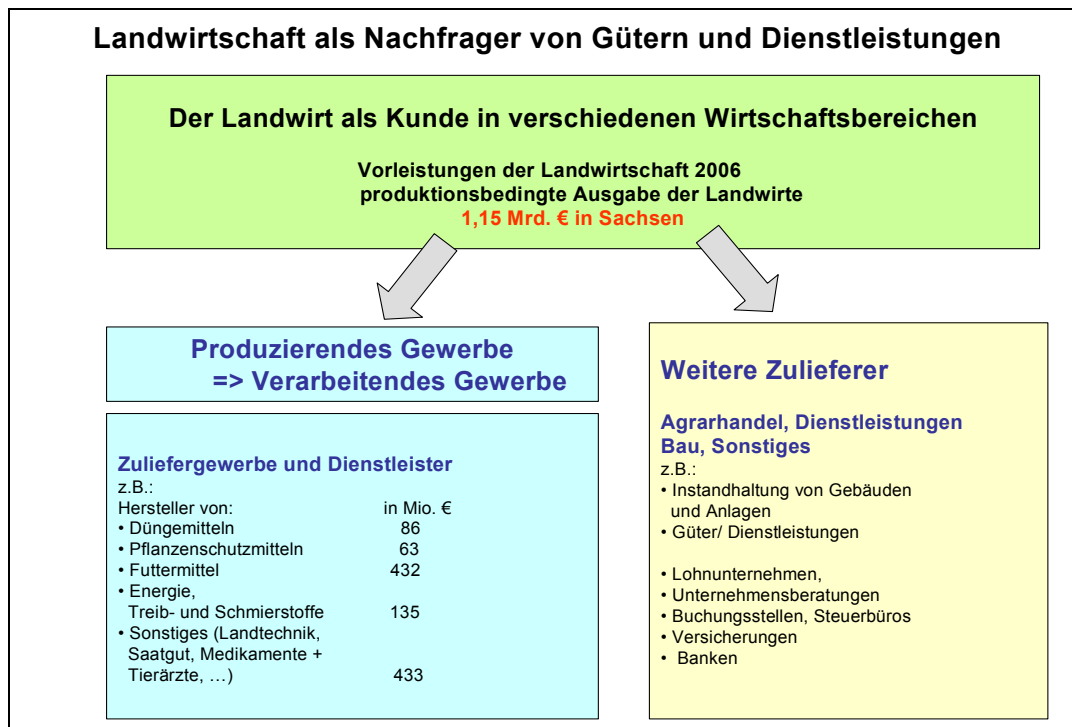 Landwirtschaft als Nachfrager von Gütern und Dienstleistungen
Der Landwirt als Kunde in verschiedenen Wirtschaftsbereichen
Vorleistungen der Landwirtschaft 2006
produktionsbedingte Ausgabe der Landwirte
1,15 Mrd. € in Sachsen
Produzierendes Gewerbe
=> Verarbeitendes Gewerbe
Zuliefergewerbe und Dienstleister
z.B.:
Hersteller von: in Mio. €
• Düngemitteln 86
• Pflanzenschutzmitteln 63
• Futtermittel 432
• Energie,
Treib- und Schmierstoffe 135
• Sonstiges (Landtechnik,
Saatgut, Medikamente +
Tierärzte, …) 433
Weitere Zulieferer
Agrarhandel, Dienstleistungen
Bau, Sonstiges
z.B.:
• Instandhaltung von Gebäuden
und Anlagen
• Güter/ Dienstleistungen
• Lohnunternehmen,
• Unternehmensberatungen
• Buchungsstellen, Steuerbüros
• Versicherungen
• Banken